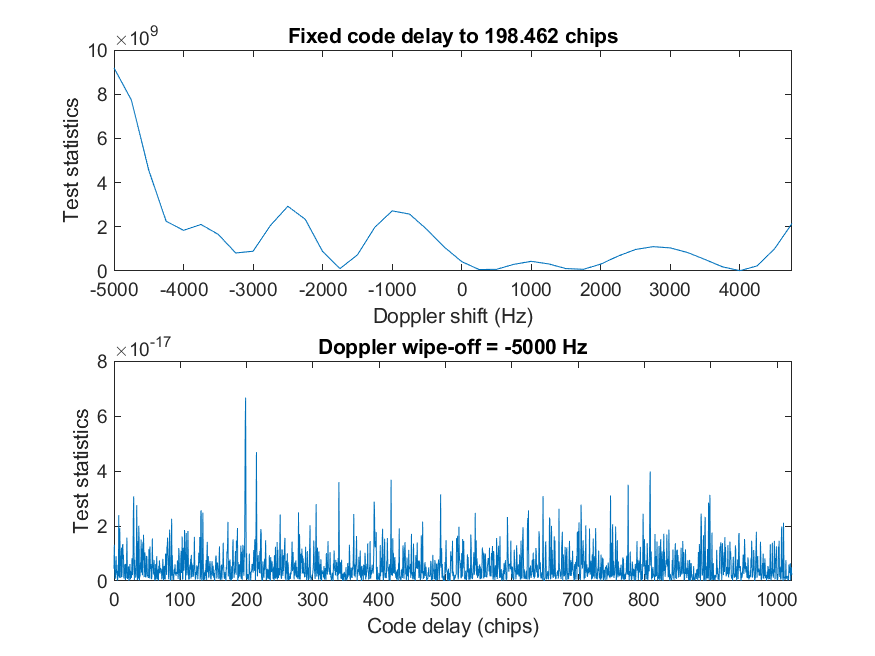 Fixed code delay to 198.462 chips
×10^9
10
8
6
4
2
0
Test statistics
-5000 -4000 -3000 -2000 -1000 0 1000 2000 3000 4000
Doppler shift (Hz)
Doppler wipe-off = -5000 Hz
×10^-17
8
6
4
2
0
Test statistics
0 100 200 300 400 500 600 700 800 900 1000
Code delay (chips)